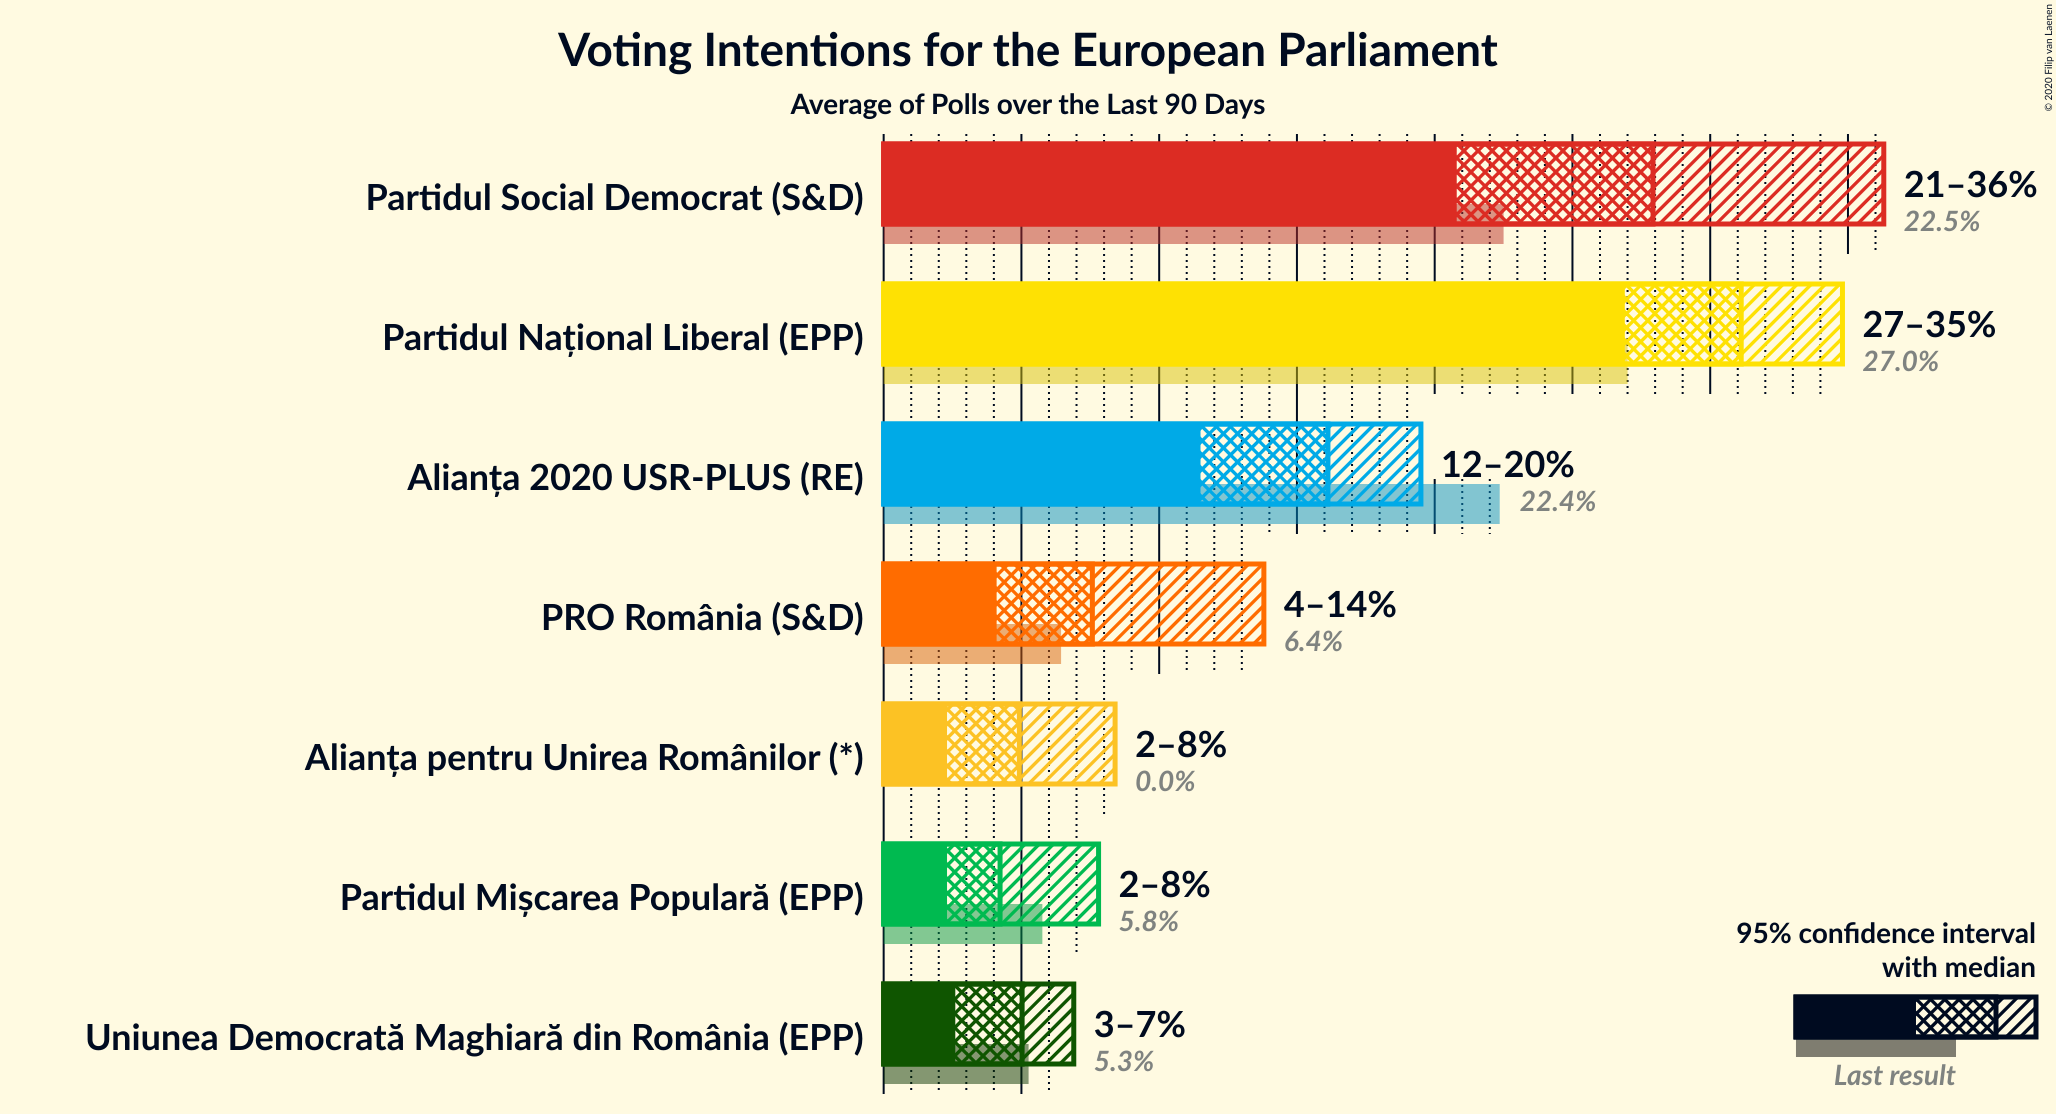 Voting Intentions for the European Parliament
Average of Polls over the Last 90 Days
© 2020 Filip van Laenen
Partidul Social Democrat (S&D)
21–36%
22.5%
Partidul Național Liberal (EPP)
27–35%
27.0%
Alianța 2020 USR-PLUS (RE)
12–20%
22.4%
PRO România (S&D)
4–14%
6.4%
Alianța pentru Unirea Românilor (*)
2–8%
0.0%
Partidul Mișcarea Populară (EPP)
2–8%
5.8%
Uniunea Democrată Maghiară din România (EPP)
3–7%
5.3%
95% confidence interval
with median
Last result